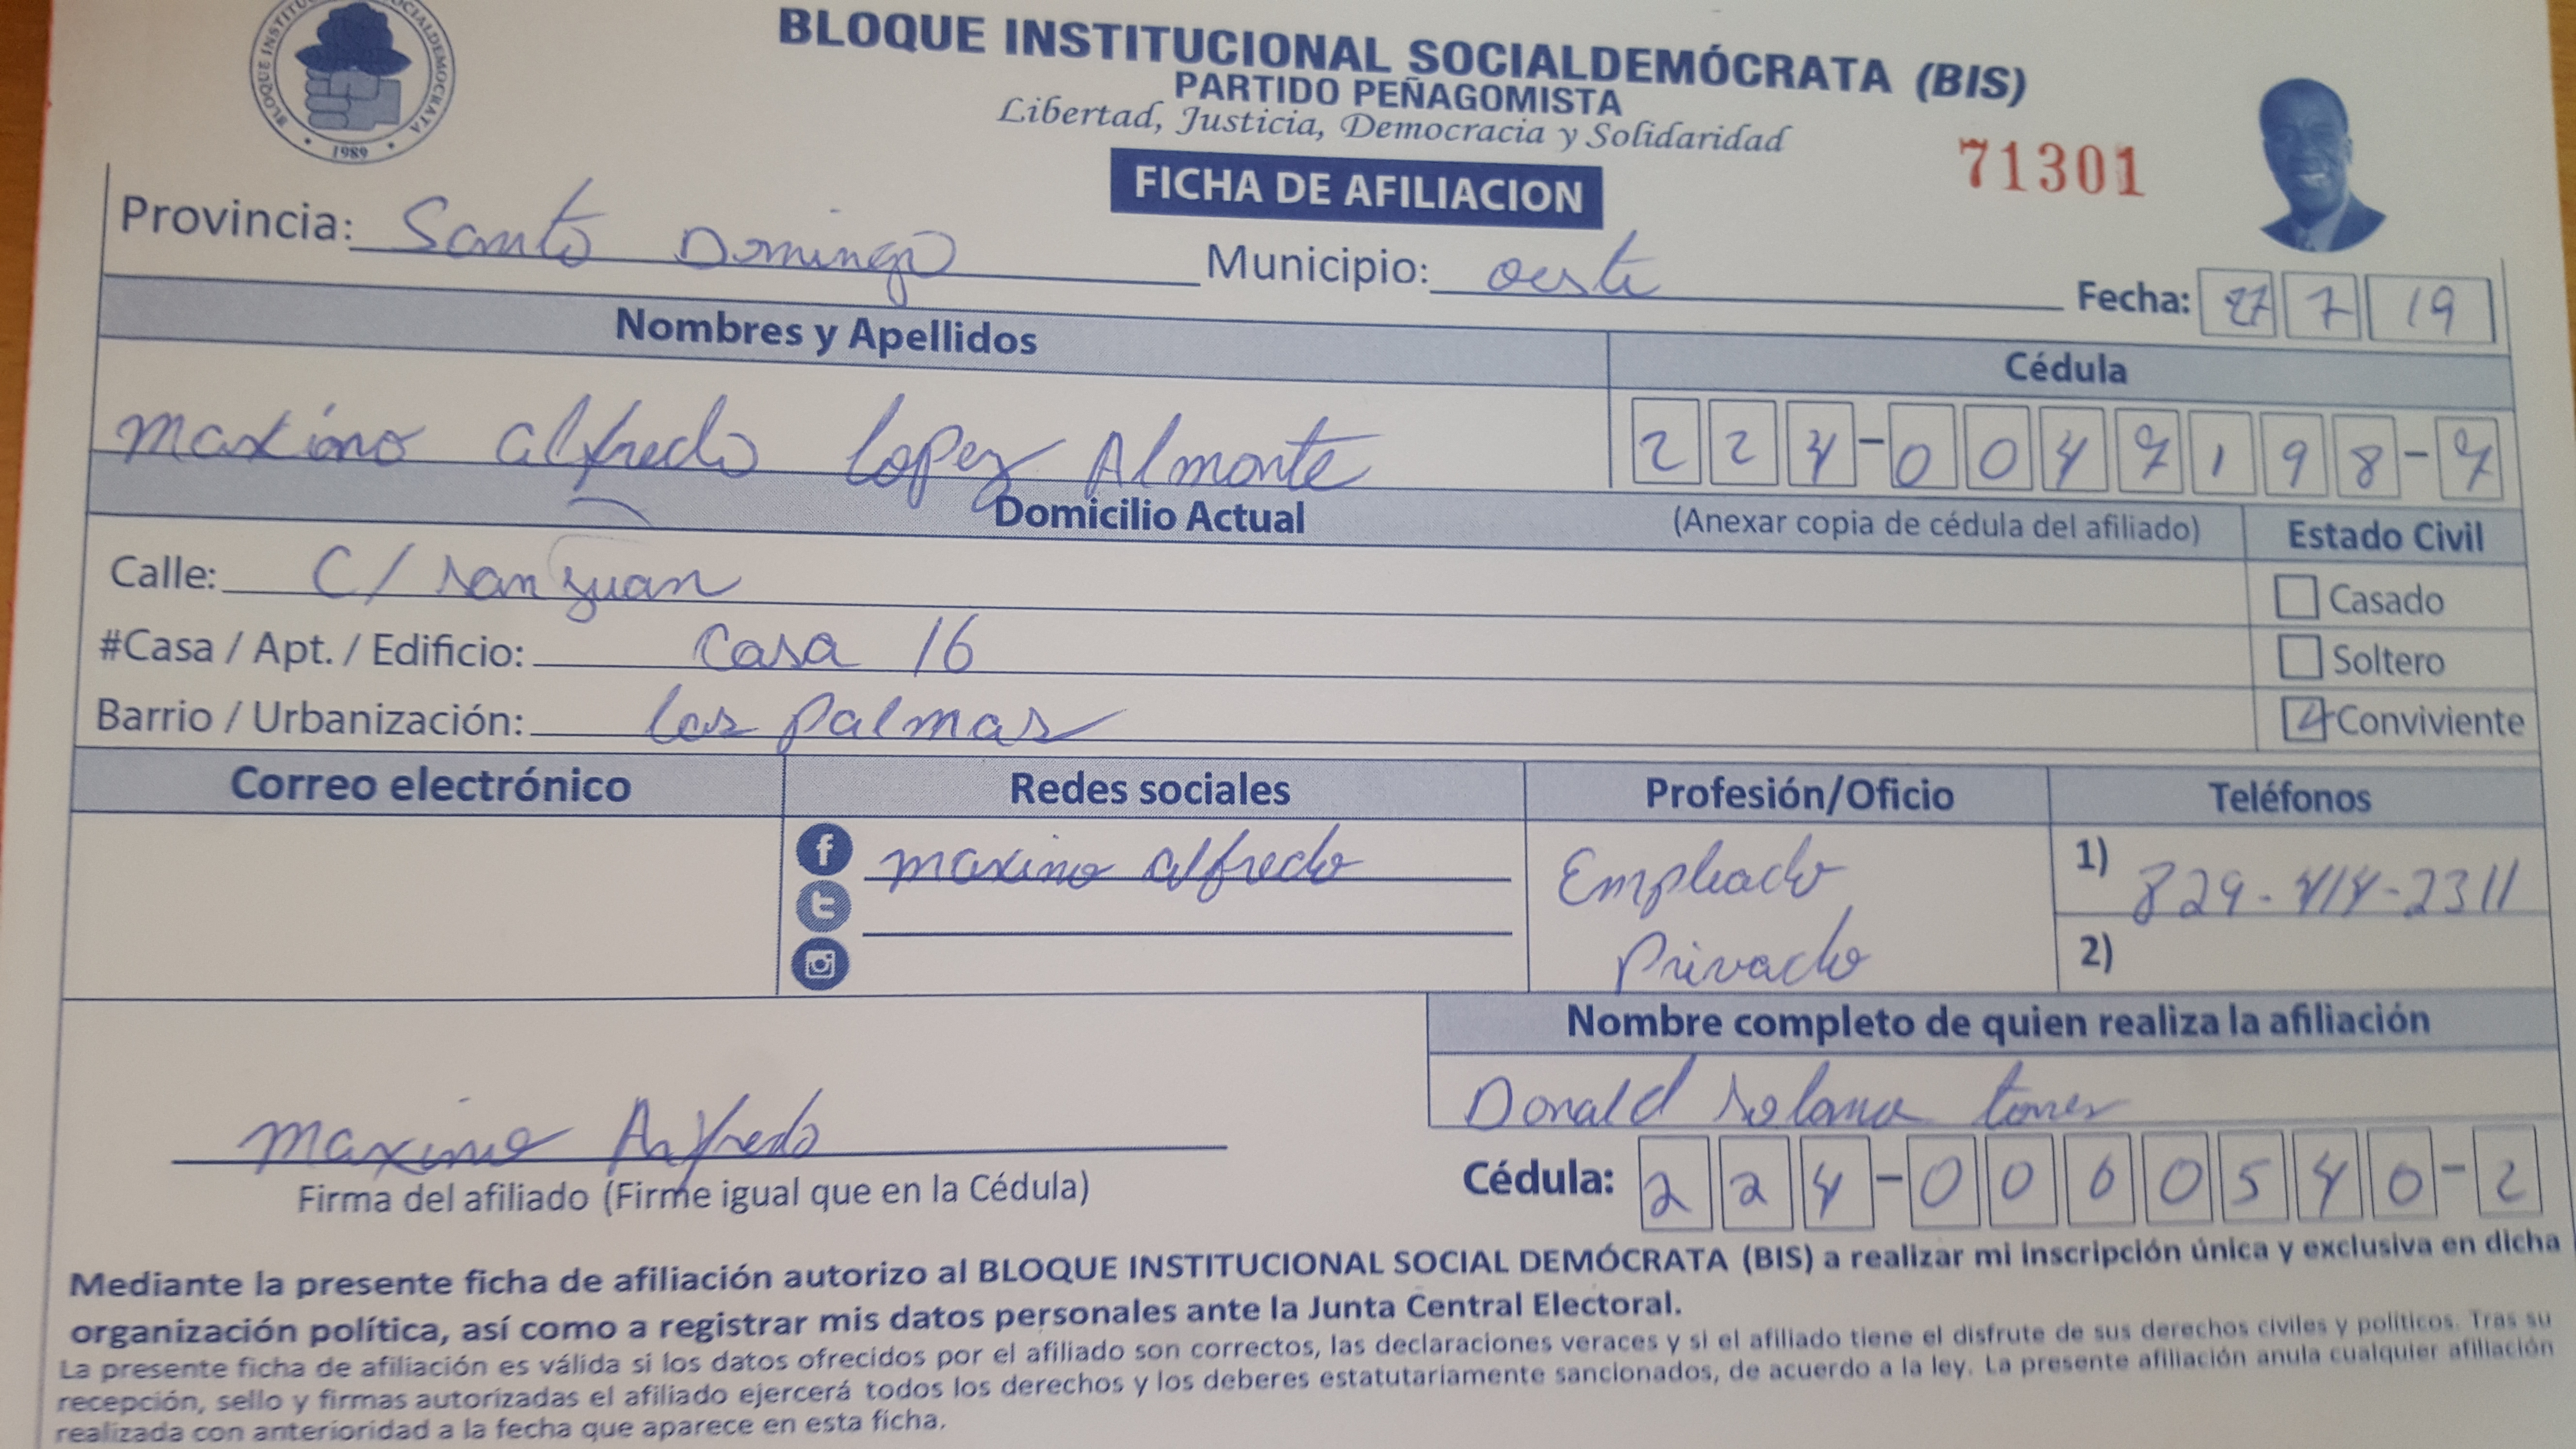 BLOQUE INSTITUCIONAL SOCIALDEMOCRATA
1989
BLOQUE INSTITUCIONAL SOCIALDEMÓCRATA (BIS)
PARTIDO PEÑAGOMISTA
Libertad, Justicia, Democracia y Solidaridad
FICHA DE AFILIACION
71301
Provincia: Santo Domingo Municipio: oeste Fecha: 27 7 19
Nombres y Apellidos Cédula
maximo alfredo lopez Almonte 224-0047198-7
Domicilio Actual (Anexar copia de cédula del afiliado) Estado Civil
Calle: C/ san juan
Casado
#Casa / Apt. / Edificio: Casa 16
Soltero
Barrio / Urbanización: las palmas
Conviviente
Correo electrónico Redes sociales Profesión/Oficio Teléfonos
maximo alfredo Empleado 1) 829-414-2311
Privado 2)
Nombre completo de quien realiza la afiliación
Donald
maximo Alfredo
Cédula: 224-0060540-2
Firma del afiliado (Firme igual que en la Cédula)
Mediante la presente ficha de afiliación autorizo al BLOQUE INSTITUCIONAL SOCIAL DEMÓCRATA (BIS) a realizar mi inscripción única y exclusiva en dicha
organización política, así como a registrar mis datos personales ante la Junta Central Electoral.
La presente ficha de afiliación es válida si los datos ofrecidos por el afiliado son correctos, las declaraciones veraces y si el afiliado tiene el disfrute de sus derechos civiles y políticos. Tras su
recepción, sello y firmas autorizadas el afiliado ejercerá todos los derechos y los deberes estatutariamente sancionados, de acuerdo a la ley. La presente afiliación anula cualquier afiliación
realizada con anterioridad a la fecha que aparece en esta ficha.